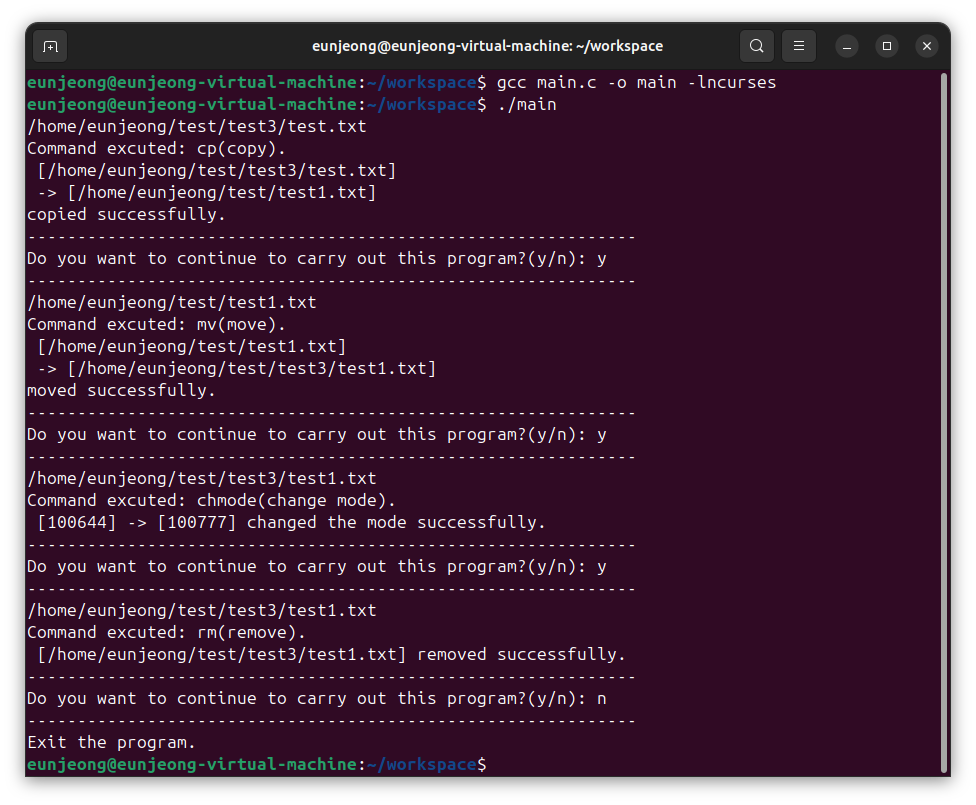 eunjeong@eunjeong-virtual-machine: ~/workspace
eunjeong@eunjeong-virtual-machine:~/workspace$ gcc main.c -o main -lncurses
eunjeong@eunjeong-virtual-machine:~/workspace$ ./main
/home/eunjeong/test/test3/test.txt
Command excuted: cp(copy).
 [/home/eunjeong/test/test3/test.txt]
 -> [/home/eunjeong/test/test1.txt]
copied successfully.
-------------------------------------------------------------
Do you want to continue to carry out this program?(y/n): y
-------------------------------------------------------------
/home/eunjeong/test/test1.txt
Command excuted: mv(move).
 [/home/eunjeong/test/test1.txt]
 -> [/home/eunjeong/test/test3/test1.txt]
moved successfully.
-------------------------------------------------------------
Do you want to continue to carry out this program?(y/n): y
-------------------------------------------------------------
/home/eunjeong/test/test3/test1.txt
Command excuted: chmode(change mode).
 [100644] -> [100777] changed the mode successfully.
-------------------------------------------------------------
Do you want to continue to carry out this program?(y/n): y
-------------------------------------------------------------
/home/eunjeong/test/test3/test1.txt
Command excuted: rm(remove).
 [/home/eunjeong/test/test3/test1.txt] removed successfully.
-------------------------------------------------------------
Do you want to continue to carry out this program?(y/n): n
-------------------------------------------------------------
Exit the program.
eunjeong@eunjeong-virtual-machine:~/workspace$